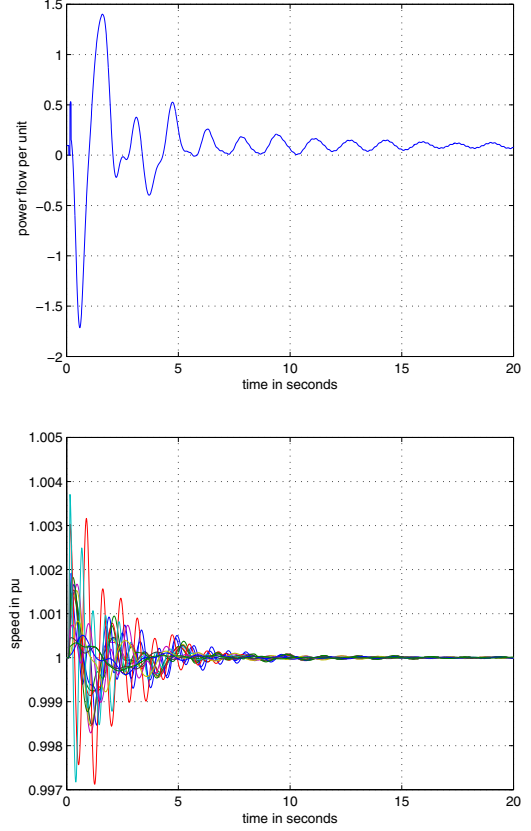 1.5
1
0.5
0
−0.5
−1
−1.5
−2
power flow per unit
0 5 10 15 20
time in seconds
1.005
1.004
1.003
1.002
1.001
1
0.999
0.998
0.997
speed in pu
0 5 10 15 20
time in seconds